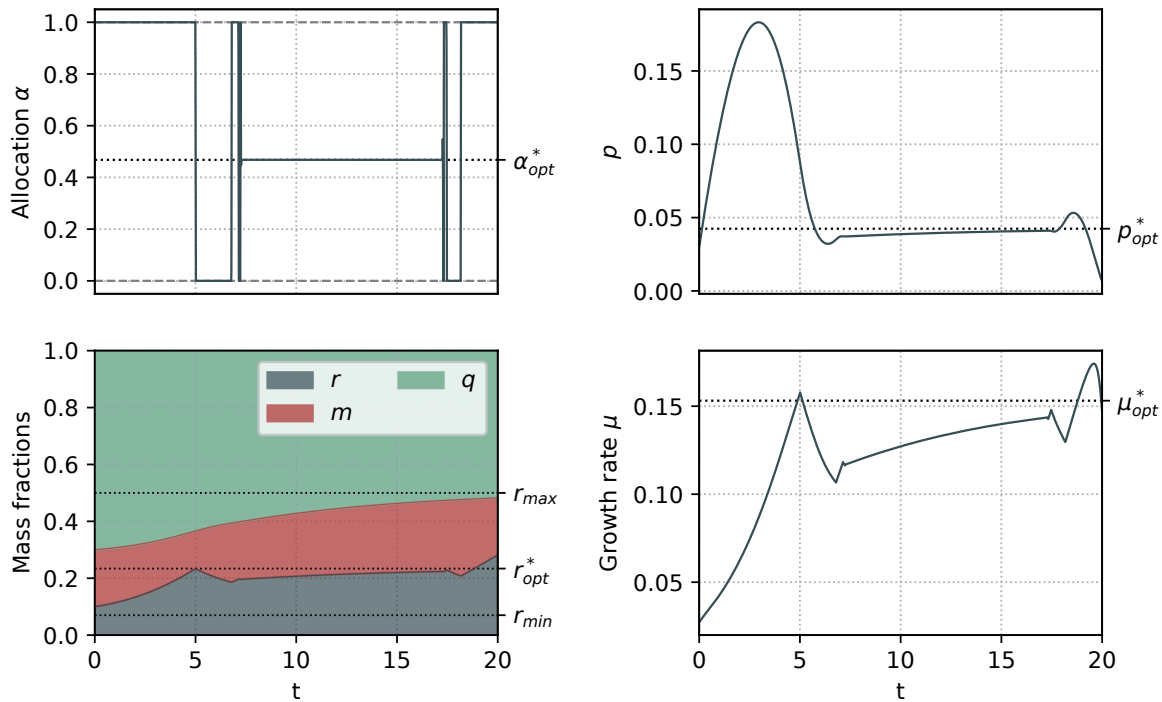 Allocation α
1.0
0.8
0.6
0.4
0.2
0.0
α*opt
p
0.15
0.10
0.05
0.00
p*opt
Mass fractions
1.0
0.8
0.6
0.4
0.2
0.0
r
m
q
rmax
r*opt
rmin
0
5
10
15
20
t
Growth rate μ
0.15
0.10
0.05
μ*opt
0
5
10
15
20
t